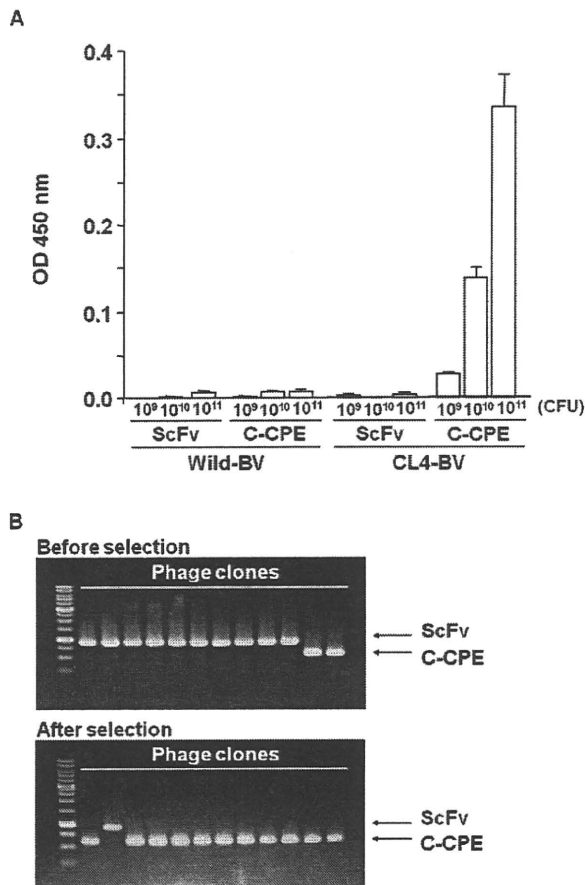 A
0.4
0.3
0.2
0.1
0.0
OD 450 nm
10⁹ 10¹⁰ 10¹¹ 10⁹ 10¹⁰ 10¹¹ 10⁹ 10¹⁰ 10¹¹ 10⁹ 10¹⁰ 10¹¹ (CFU)
ScFv C-CPE ScFv C-CPE
Wild-BV CL4-BV
B
Before selection
Phage clones
ScFv
C-CPE
After selection
Phage clones
ScFv
C-CPE